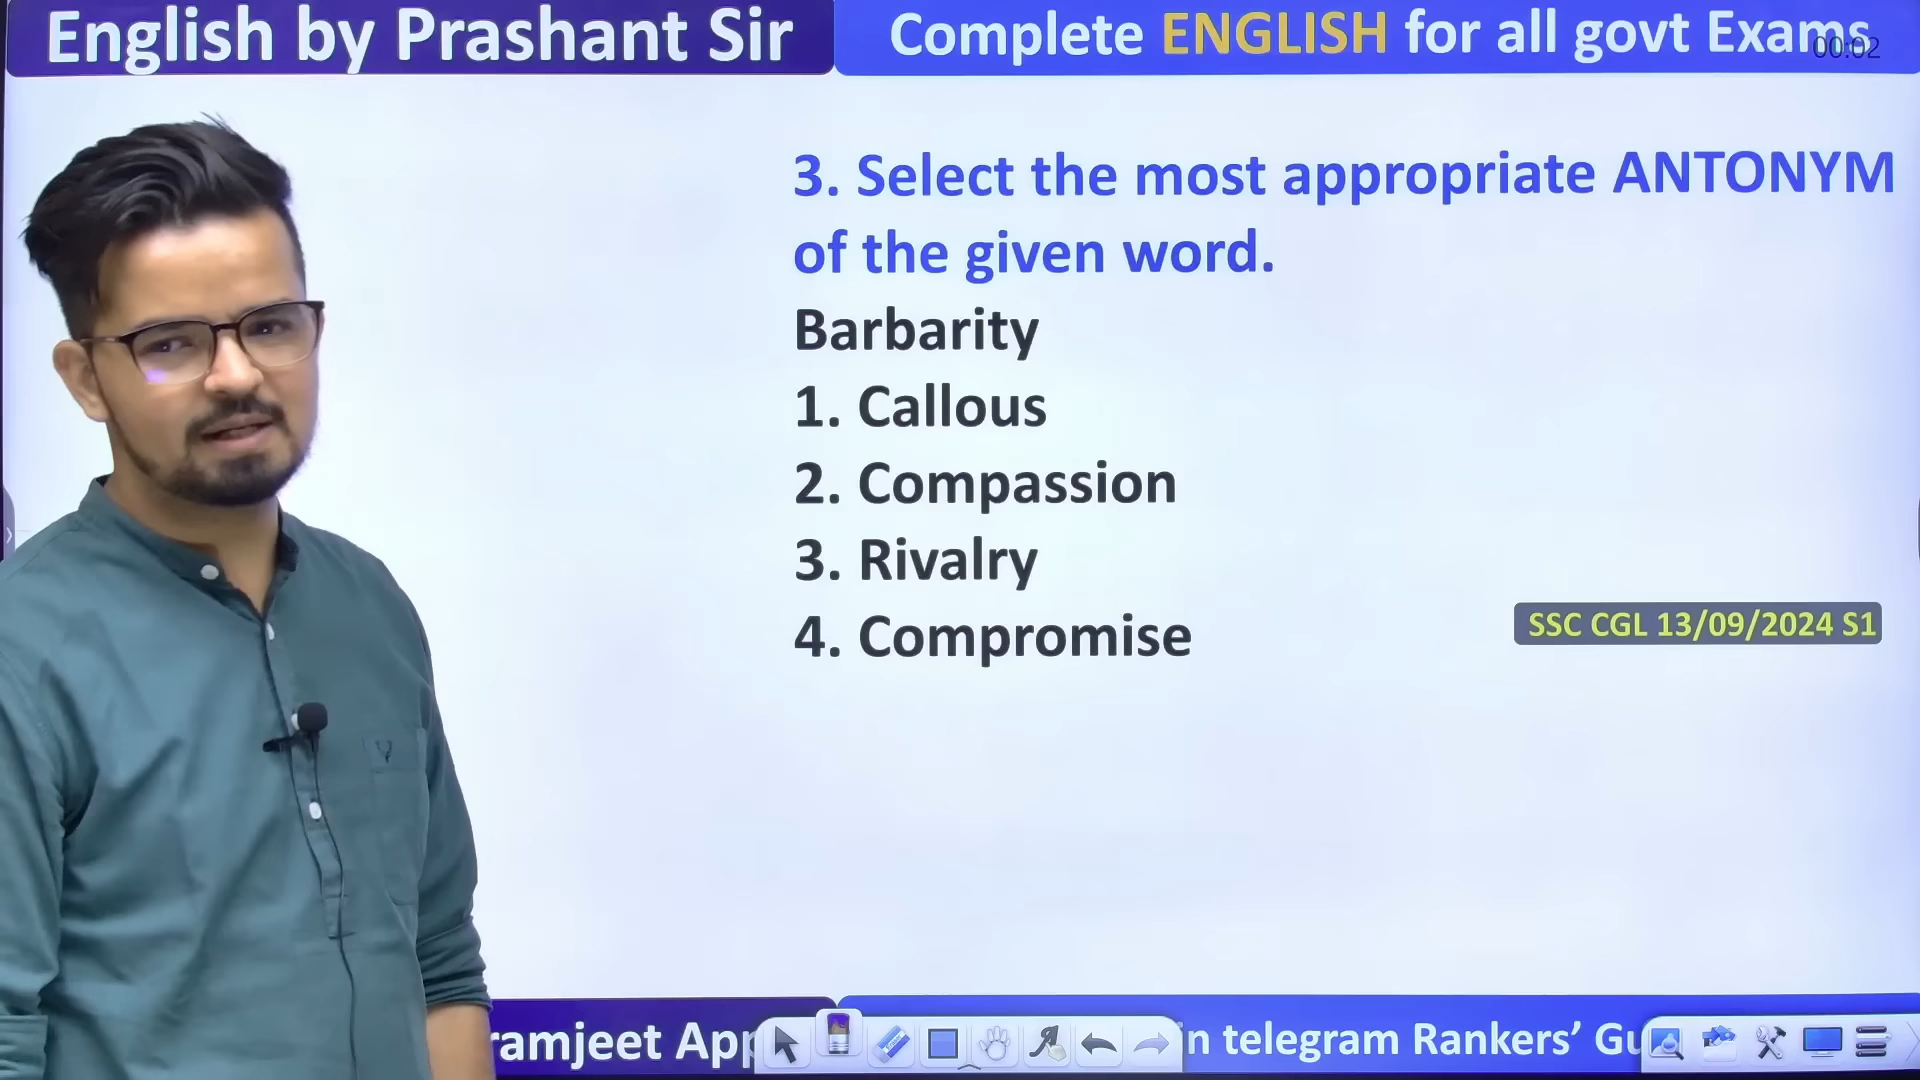 English by Prashant Sir
Complete ENGLISH for all govt Exams
00:02
3. Select the most appropriate ANTONYM
of the given word.
Barbarity
1. Callous
2. Compassion
3. Rivalry
4. Compromise
SSC CGL 13/09/2024 S1
ramjeet App
in telegram Rankers’ Gu